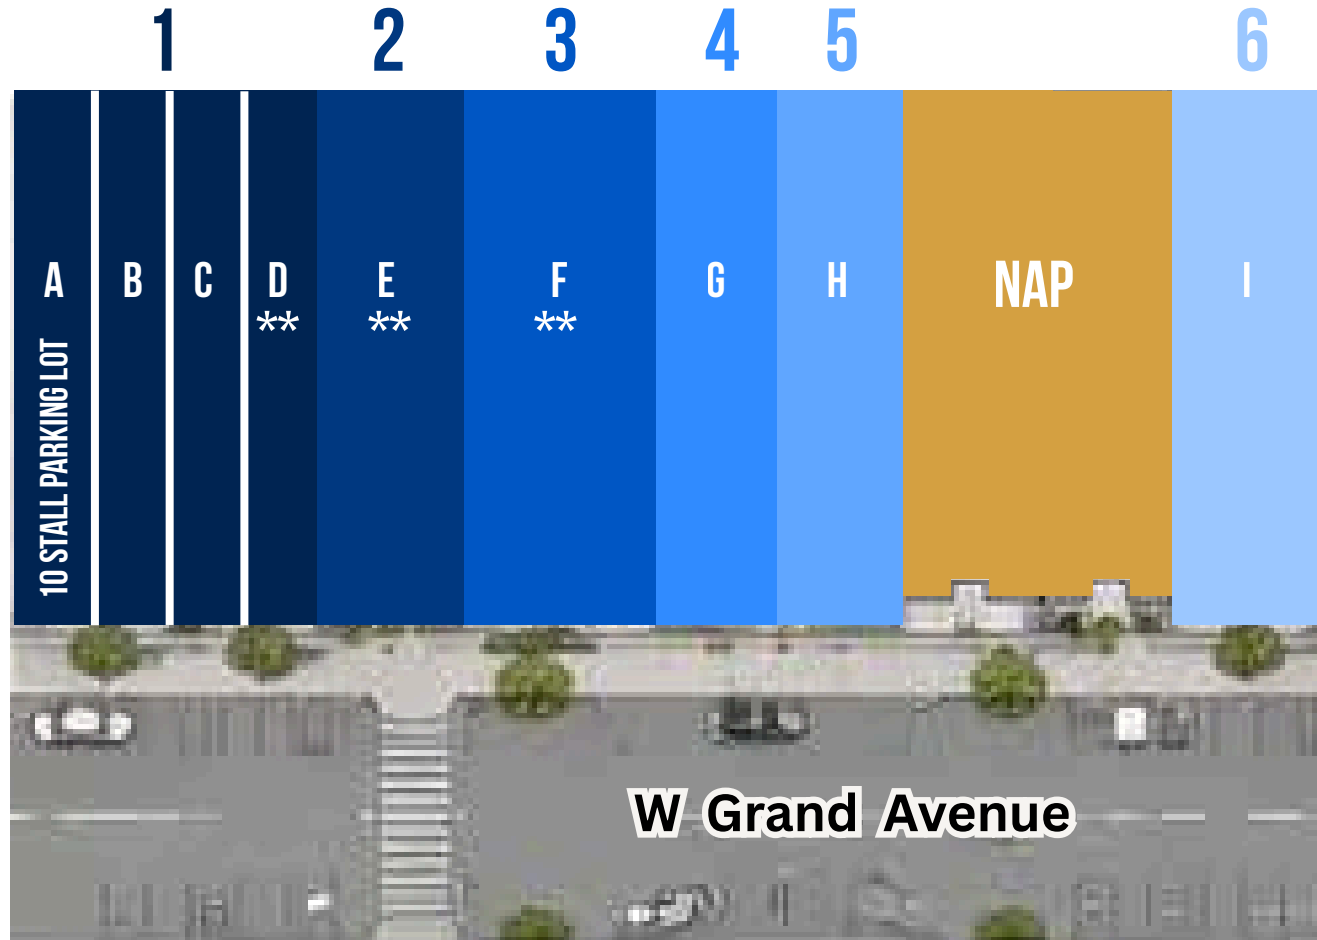 1 2 3 4 5 6
A B C D E F G H NAP I
** ** **
10 STALL PARKING LOT
W Grand Avenue